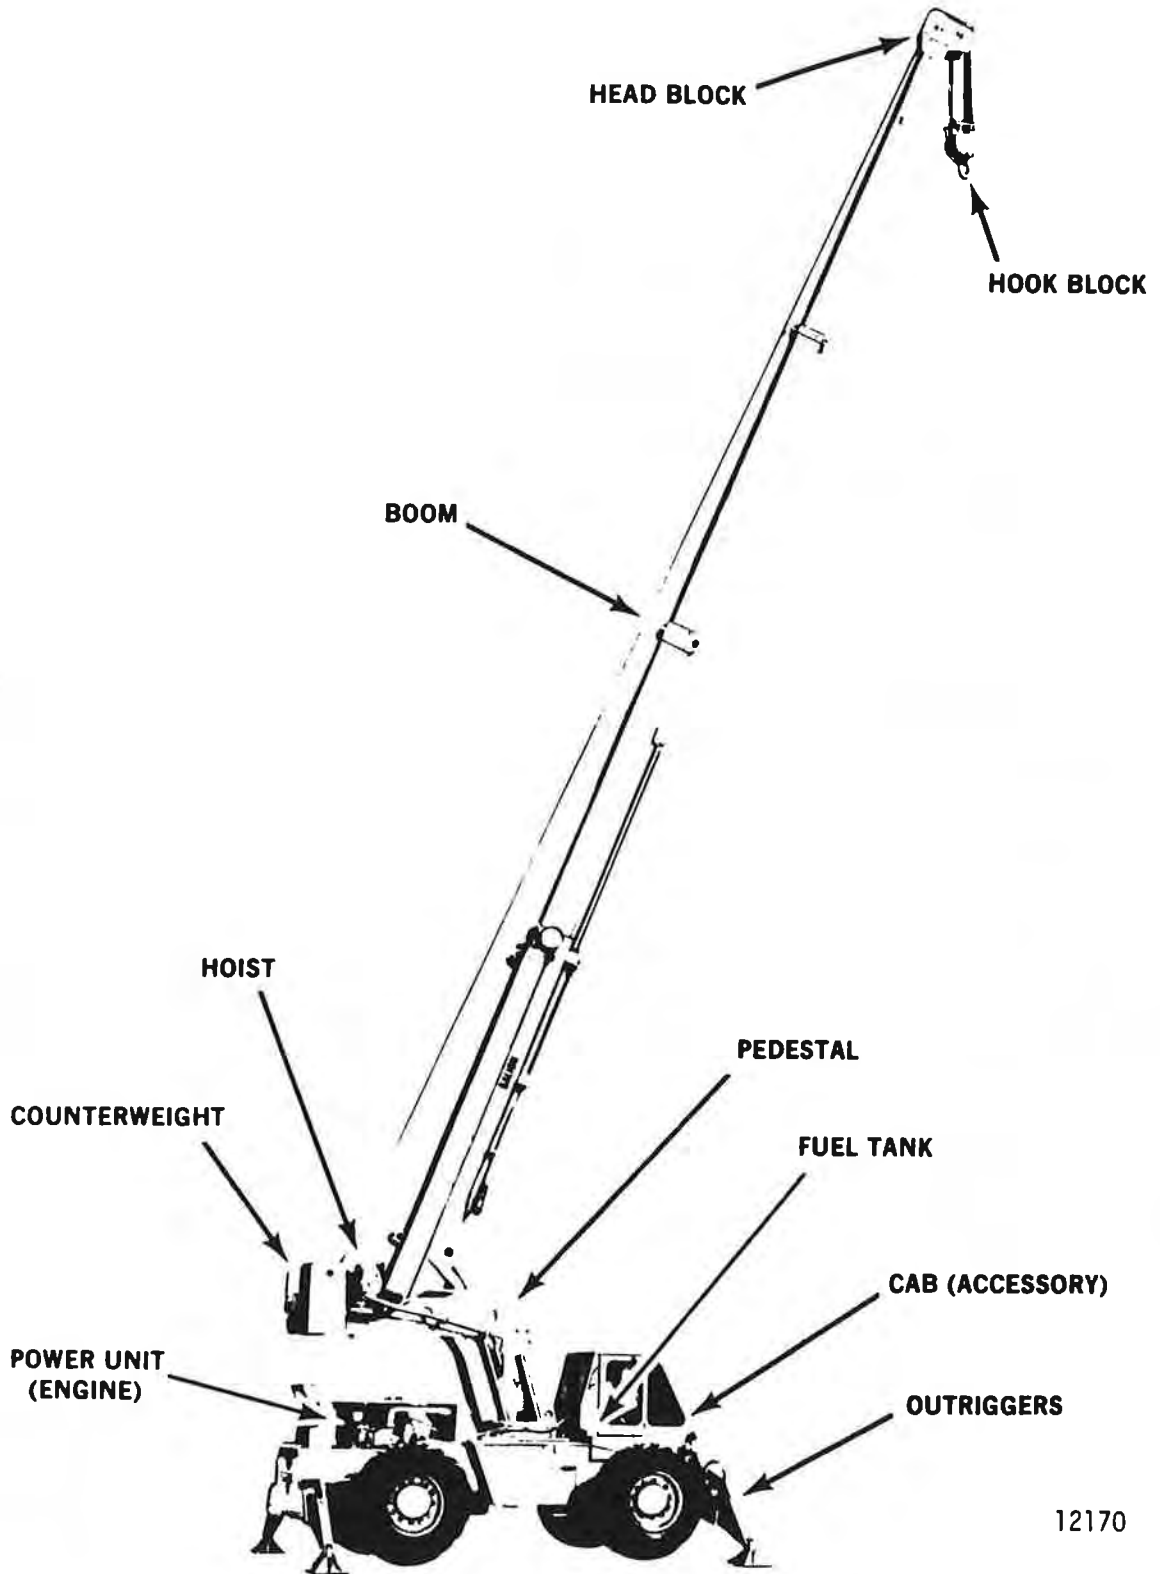 HEAD BLOCK
HOOK BLOCK
BOOM
HOIST
PEDESTAL
COUNTERWEIGHT
FUEL TANK
CAB (ACCESSORY)
POWER UNIT
(ENGINE)
OUTRIGGERS
12170